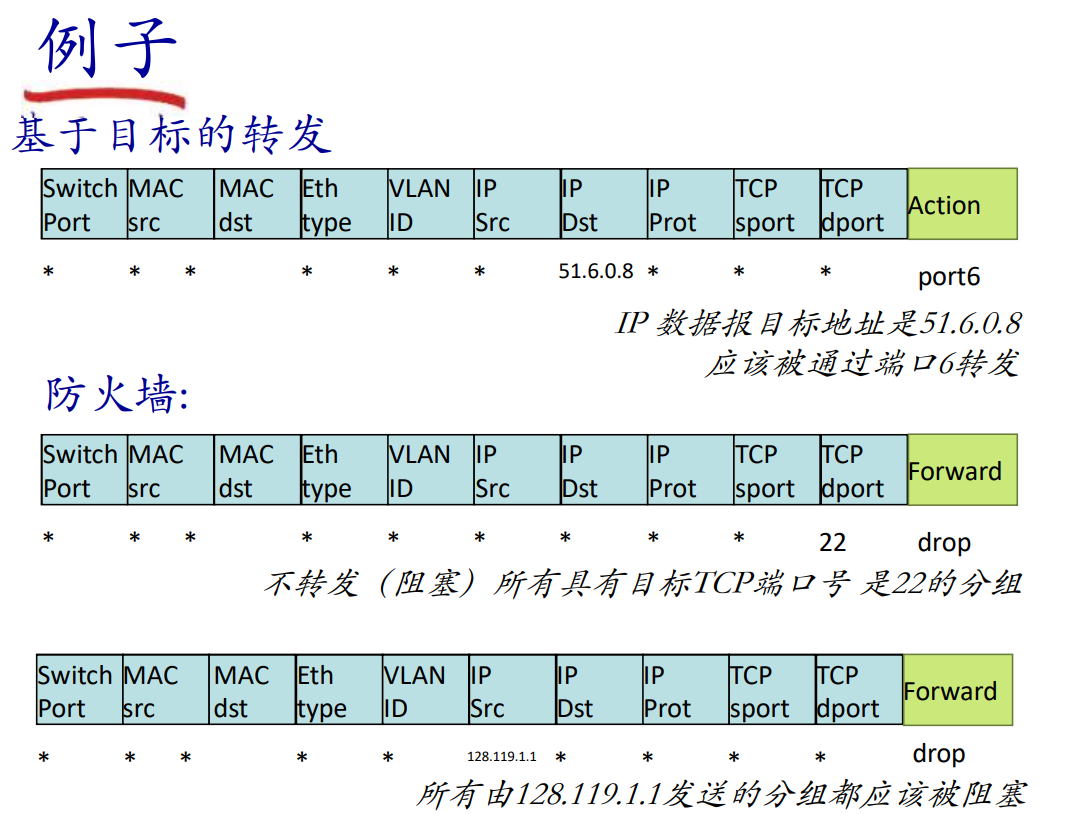 例子
基于目标的转发
Switch Port MAC src MAC dst Eth type VLAN ID IP Src IP Dst IP Prot TCP sport TCP dport Action
* * * * * * 51.6.0.8 * * * port6
IP 数据报目标地址是51.6.0.8
应该被通过端口6转发
防火墙:
Switch Port MAC src MAC dst Eth type VLAN ID IP Src IP Dst IP Prot TCP sport TCP dport Forward
* * * * * * * * * 22 drop
不转发（阻塞）所有具有目标TCP端口号 是22的分组
Switch Port MAC src MAC dst Eth type VLAN ID IP Src IP Dst IP Prot TCP sport TCP dport Forward
* * * * * 128.119.1.1 * * * * drop
所有由128.119.1.1发送的分组都应该被阻塞